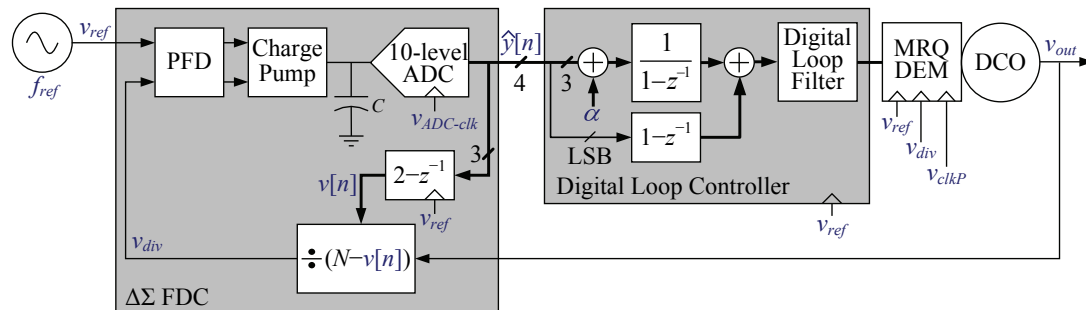 v_ref
f_ref
PFD
Charge
Pump
C
10-level
ADC
v_ADC-clk
ŷ[n]
4
3
2−z⁻¹
v_ref
v[n]
v_div
÷(N−v[n])
ΔΣ FDC
3
α
1
1−z⁻¹
LSB
1−z⁻¹
Digital
Loop
Filter
Digital Loop Controller
v_ref
MRQ
DEM
v_ref
v_div
v_clkP
DCO
v_out